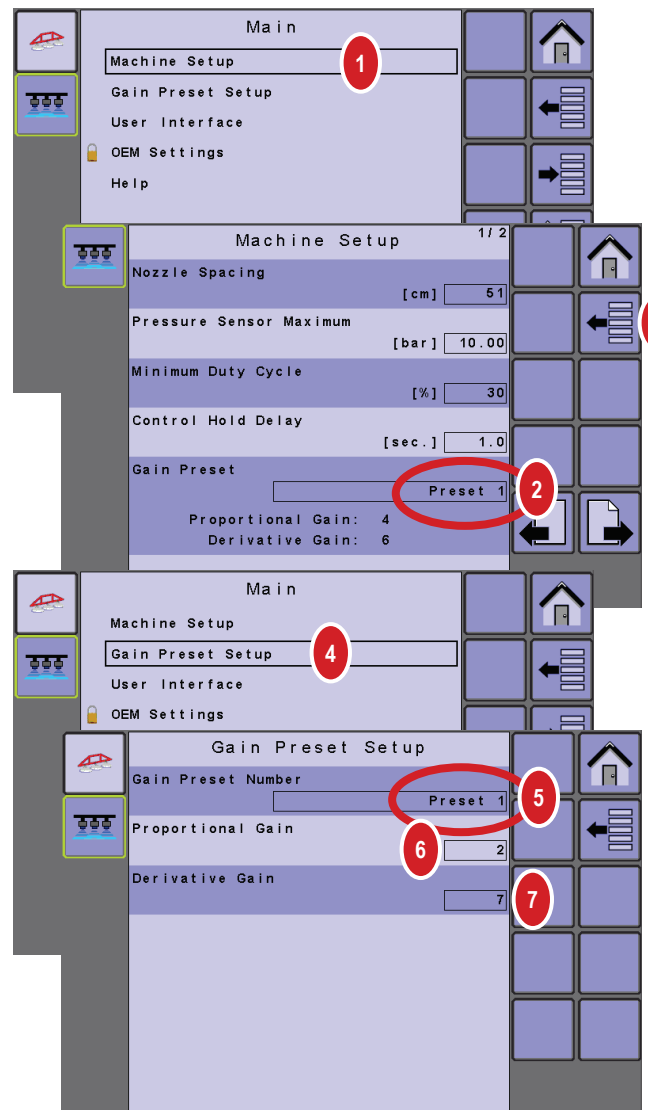 Main
Machine Setup
1
Gain Preset Setup
User Interface
OEM Settings
Help
Machine Setup
1/2
Nozzle Spacing
[cm] 51
Pressure Sensor Maximum
[bar] 10.00
Minimum Duty Cycle
[%] 30
Control Hold Delay
[sec.] 1.0
Gain Preset
Preset 1
2
Proportional Gain: 4
Derivative Gain: 6
Main
Machine Setup
Gain Preset Setup
4
User Interface
OEM Settings
Gain Preset Setup
Gain Preset Number
Preset 1
5
Proportional Gain
6
2
Derivative Gain
7
7